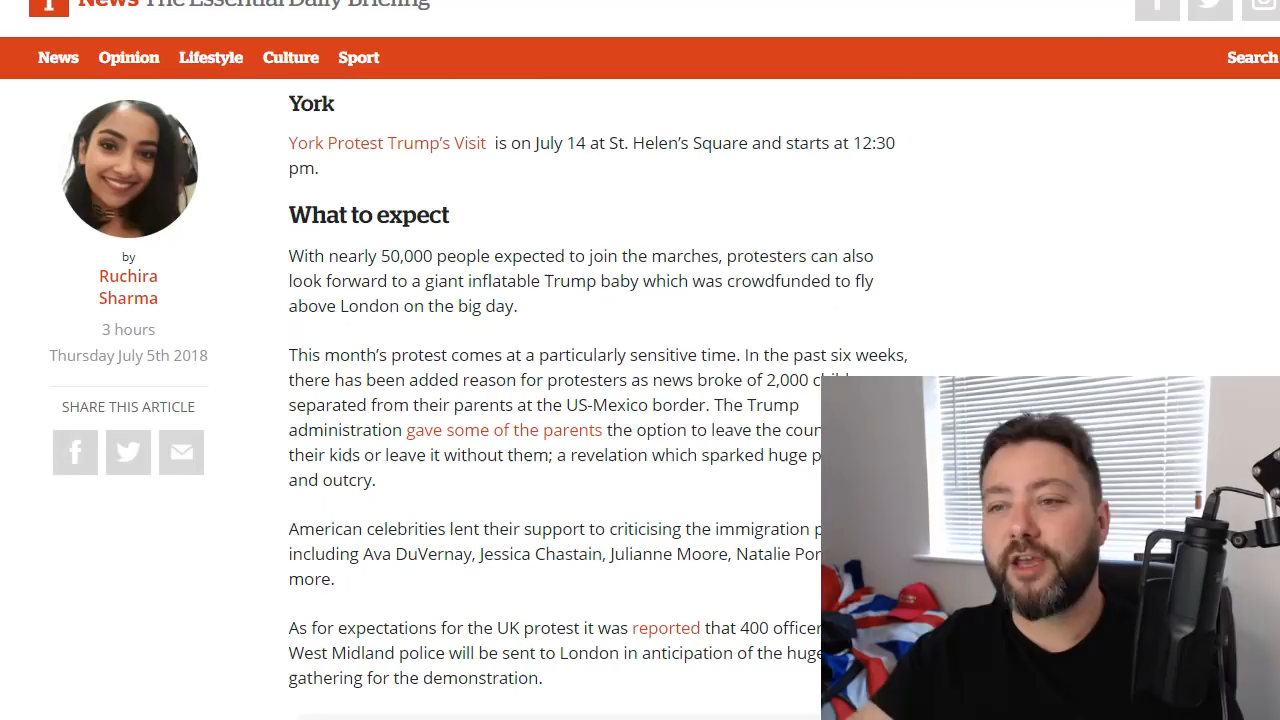 News The Essential Daily Briefing
News Opinion Lifestyle Culture Sport Search
by
Ruchira
Sharma
3 hours
Thursday July 5th 2018
SHARE THIS ARTICLE
York
York Protest Trump's Visit is on July 14 at St. Helen's Square and starts at 12:30
pm.
What to expect
With nearly 50,000 people expected to join the marches, protesters can also
look forward to a giant inflatable Trump baby which was crowdfunded to fly
above London on the big day.
This month's protest comes at a particularly sensitive time. In the past six weeks,
there has been added reason for protesters as news broke of 2,000
separated from their parents at the US-Mexico border. The Trump
administration gave some of the parents the option to leave the
their kids or leave it without them; a revelation which sparked huge
and outcry.
American celebrities lent their support to criticising the immigration
including Ava DuVernay, Jessica Chastain, Julianne Moore, Natalie
more.
As for expectations for the UK protest it was reported that 400
West Midland police will be sent to London in anticipation of the huge
gathering for the demonstration.